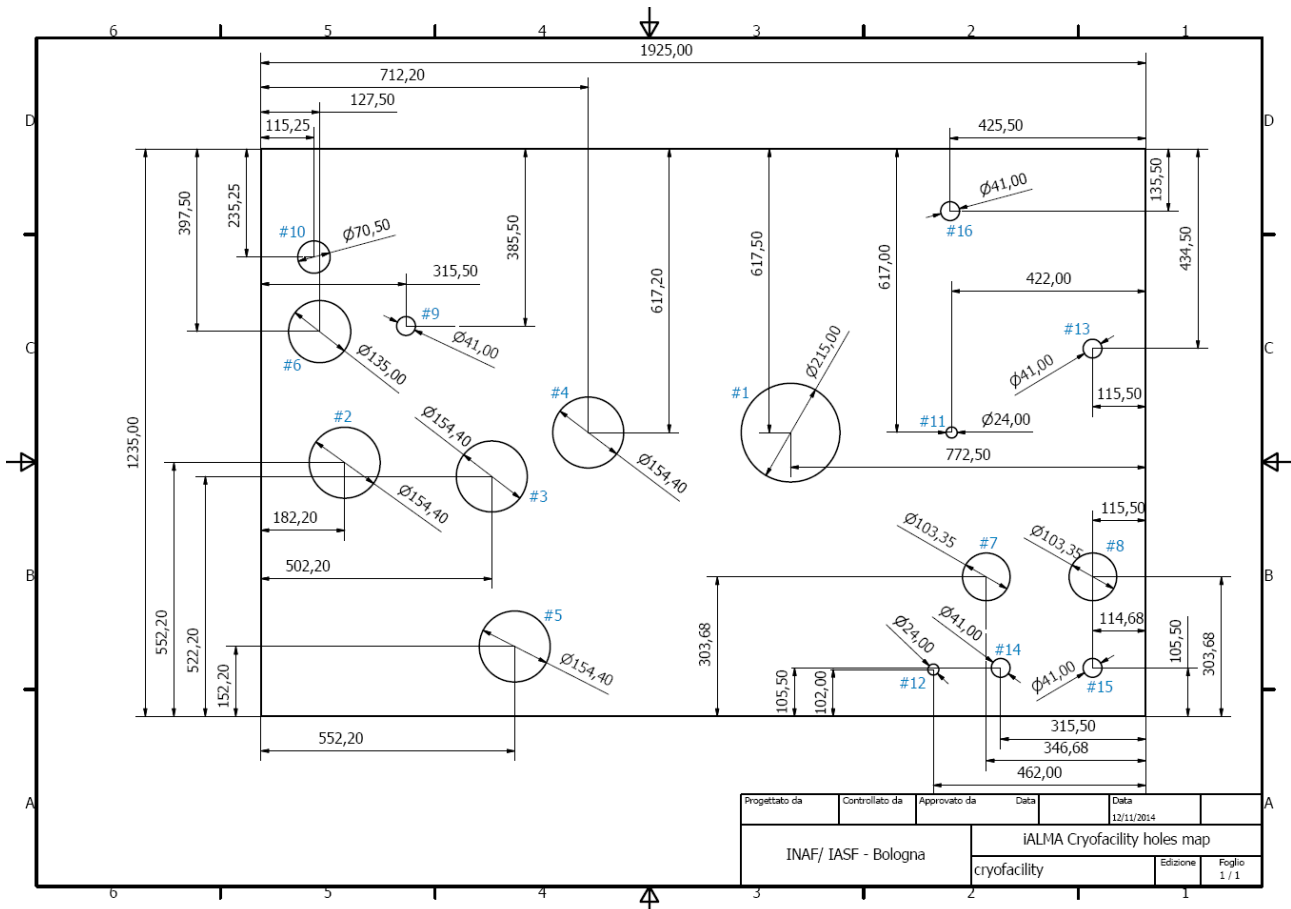 6 5 4 3 2 1
1925,00
712,20
127,50
D 115,25 425,50 D
#10 Ø70,50
#16 Ø41,00
397,50
235,25
385,50
617,20
617,50
617,00
135,50
434,50
315,50
422,00
#9 Ø41,00
#13 Ø41,00
C C
#6 Ø135,00
#1 Ø215,00
115,50
#4 Ø154,40
#11 Ø24,00
#2 Ø154,40
Ø154,40 #3
772,50
1235,00
182,20
115,50
502,20
Ø103,35 #7
Ø103,35 #8
B B
#5 Ø154,40
552,20
522,20
152,20
303,68
114,68
105,50
303,68
Ø24,00 #12
Ø41,00 #14
Ø41,00 #15
105,50
102,00
552,20
315,50
346,68
462,00
A A
Progettato da Controllato da Approvato da Data Data
12/11/2014
INAF/ IASF - Bologna
iALMA Cryofacility holes map
cryofacility Edizione Foglio
1 / 1
6 5 4 3 2 1